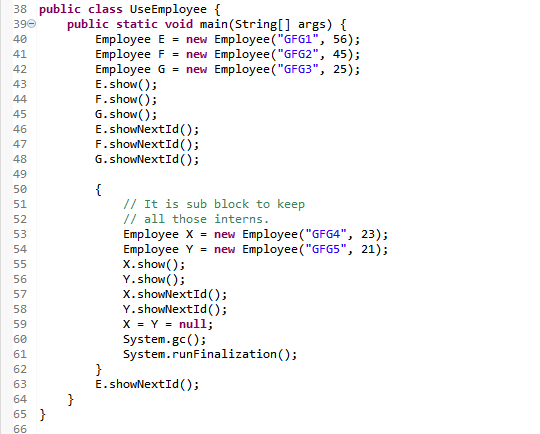 38 public class UseEmployee {
39 public static void main(String[] args) {
40 Employee E = new Employee("GFG1", 56);
41 Employee F = new Employee("GFG2", 45);
42 Employee G = new Employee("GFG3", 25);
43 E.show();
44 F.show();
45 G.show();
46 E.showNextId();
47 F.showNextId();
48 G.showNextId();
49
50 {
51 // It is sub block to keep
52 // all those interns.
53 Employee X = new Employee("GFG4", 23);
54 Employee Y = new Employee("GFG5", 21);
55 X.show();
56 Y.show();
57 X.showNextId();
58 Y.showNextId();
59 X = Y = null;
60 System.gc();
61 System.runFinalization();
62 }
63 E.showNextId();
64 }
65 }
66